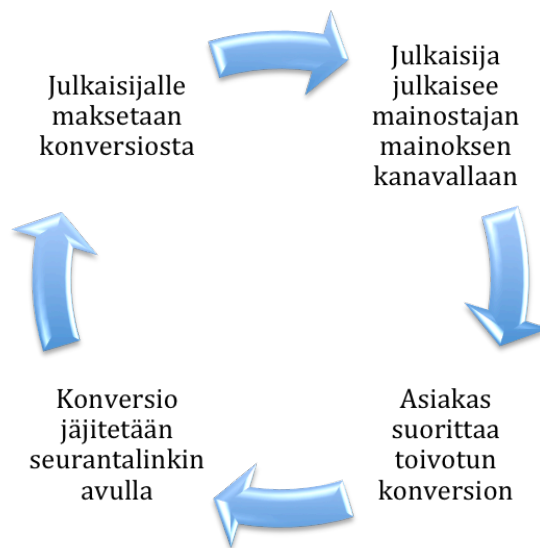 Julkaisijalle
maksetaan
konversiosta
Julkaisija
julkaisee
mainostajan
mainoksen
kanavallaan
Asiakas
suorittaa
toivotun
konversion
Konversio
jäjitetään
seurantalinkin
avulla